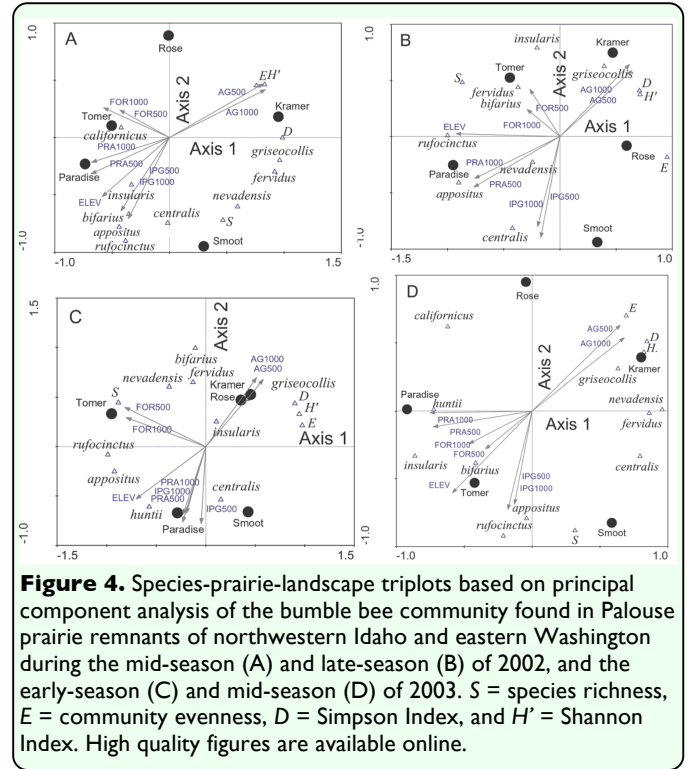 A
1.0
Axis 2
Rose
EH'
AG500
AG1000
Kramer
D
FOR1000
FOR500
Tomer
californicus
PRA1000
Axis 1
griseocollis
PRA500
Paradise
IPG500
IPG1000
fervidus
insularis
ELEV
nevadensis
bifarius
centralis
S
appositus
rufocinctus
Smoot
-1.0
-1.0
1.5
B
1.0
insularis
Axis 2
Kramer
Tomer
griseocollis
S
fervidus
bifarius
AG1000
AG500
D
H'
FOR500
FOR1000
Axis 1
ELEV
rufocinctus
Rose
PRA1000
nevadensis
E
Paradise
PRA500
appositus
IPG500
IPG1000
centralis
Smoot
-1.0
-1.5
1.0
C
1.5
Axis 2
bifarius
AG1000
AG500
nevadensis
fervidus
Kramer
griseocollis
S
Rose
D
Tomer
FOR500
H'
FOR1000
insularis
E
Axis 1
rufocinctus
appositus
PRA1000
centralis
ELEV
IPG1000
PRA500
IPG500
huntii
Paradise
Smoot
-1.0
-1.5
1.5
D
1.0
Rose
californicus
Axis 2
E
AG500
D
AG1000
H.
Kramer
griseocollis
Paradise
huntii
nevadensis
PRA1000
Axis 1
fervidus
PRA500
FOR1000
FOR500
insularis
bifarius
centralis
ELEV
Tomer
IPG500
IPG1000
appositus
rufocinctus
S
Smoot
-1.0
-1.0
1.0
Figure 4. Species-prairie-landscape triplots based on principal
component analysis of the bumble bee community found in Palouse
prairie remnants of northwestern Idaho and eastern Washington
during the mid-season (A) and late-season (B) of 2002, and the
early-season (C) and mid-season (D) of 2003. S = species richness,
E = community evenness, D = Simpson Index, and H' = Shannon
Index. High quality figures are available online.